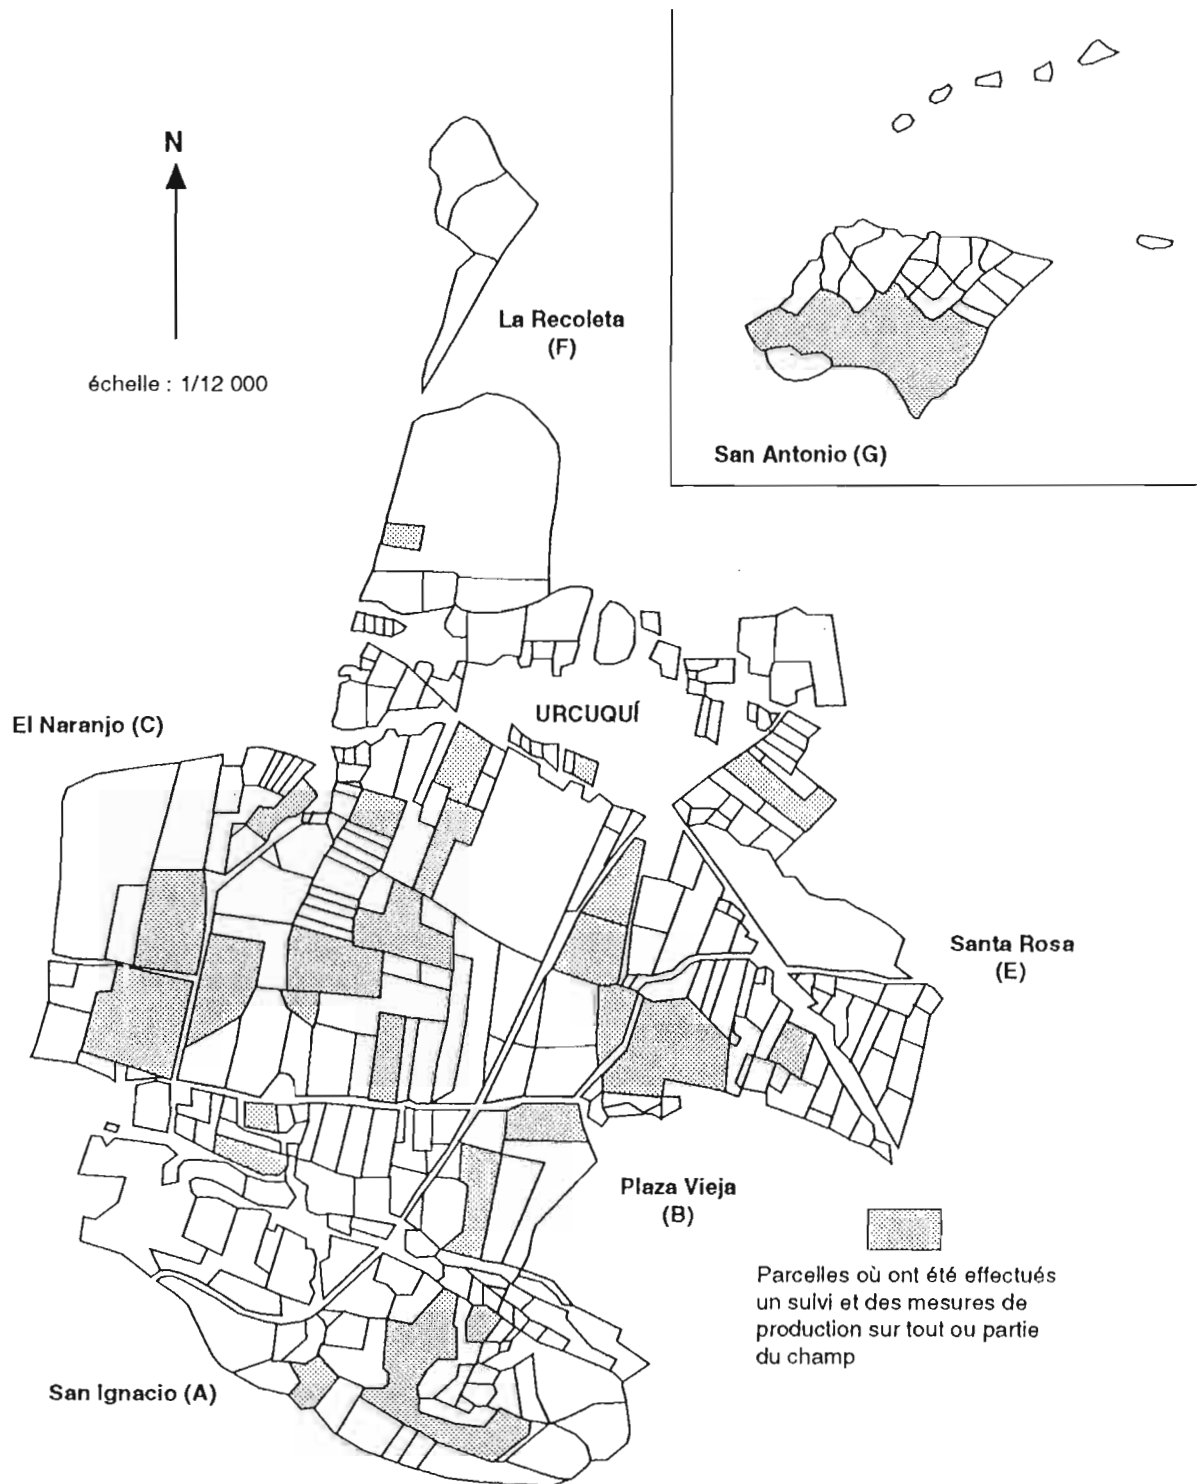 N
échelle : 1/12 000
La Recoleta
(F)
San Antonio (G)
URCUQUÍ
El Naranjo (C)
Santa Rosa
(E)
Plaza Vieja
(B)
Parcelles où ont été effectués
un suivi et des mesures de
production sur tout ou partie
du champ
San Ignacio (A)